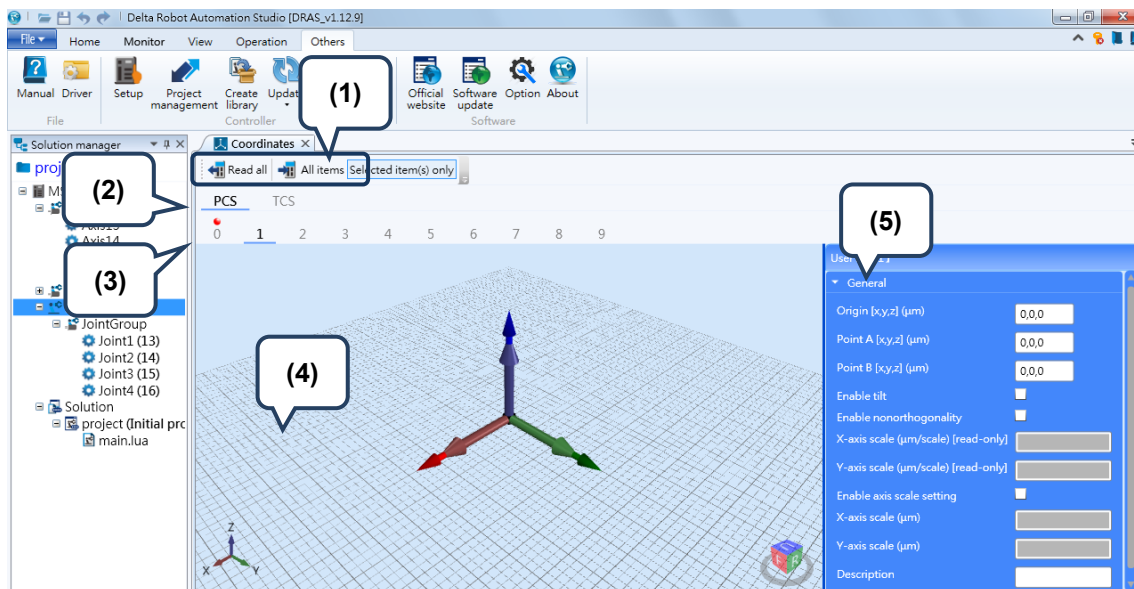 Delta Robot Automation Studio [DRAS_v1.12.9]
File Home Monitor View Operation Others
Manual Driver Setup Project management Create library Official website Software update Option About
File Controller Software
(1)
Solution manager
Coordinates
Read all All items Selected item(s) only
(2)
PCS TCS
0 1 2 3 4 5 6 7 8 9
Axis14
(3)
(5)
General
JointGroup
Joint1 (13)
Joint2 (14)
Joint3 (15)
Joint4 (16)
Solution
project (Initial prc
main.lua
(4)
Origin [x,y,z] (µm) 0,0,0
Point A [x,y,z] (µm) 0,0,0
Point B [x,y,z] (µm) 0,0,0
Enable tilt
Enable nonorthogonality
X-axis scale (µm/scale) [read-only]
Y-axis scale (µm/scale) [read-only]
Enable axis scale setting
X-axis scale (µm)
Y-axis scale (µm)
Description
Z
X Y